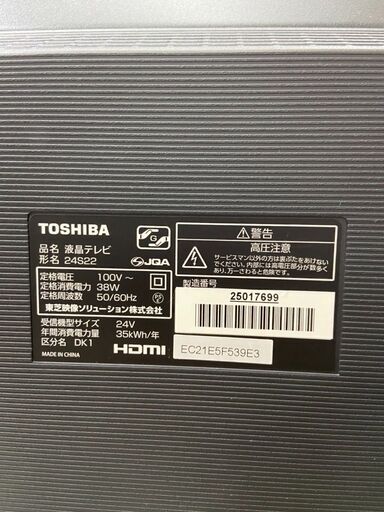 TOSHIBA
品名 液晶テレビ
形名 24S22
JQA
定格電圧 100V～
定格消費電力 38W
定格周波数 50/60Hz
東芝映像ソリューション株式会社
受信機型サイズ 24V
年間消費電力量 35kWh/年
区分名 DK1
MADE IN CHINA
HDMI
警告
高圧注意
サービスマン以外の方は裏ぶたをあけないで
ください。内部には高電圧部分が数多く
あり、万一さわると危険です。
製造番号
25017699
EC21E5F539E3